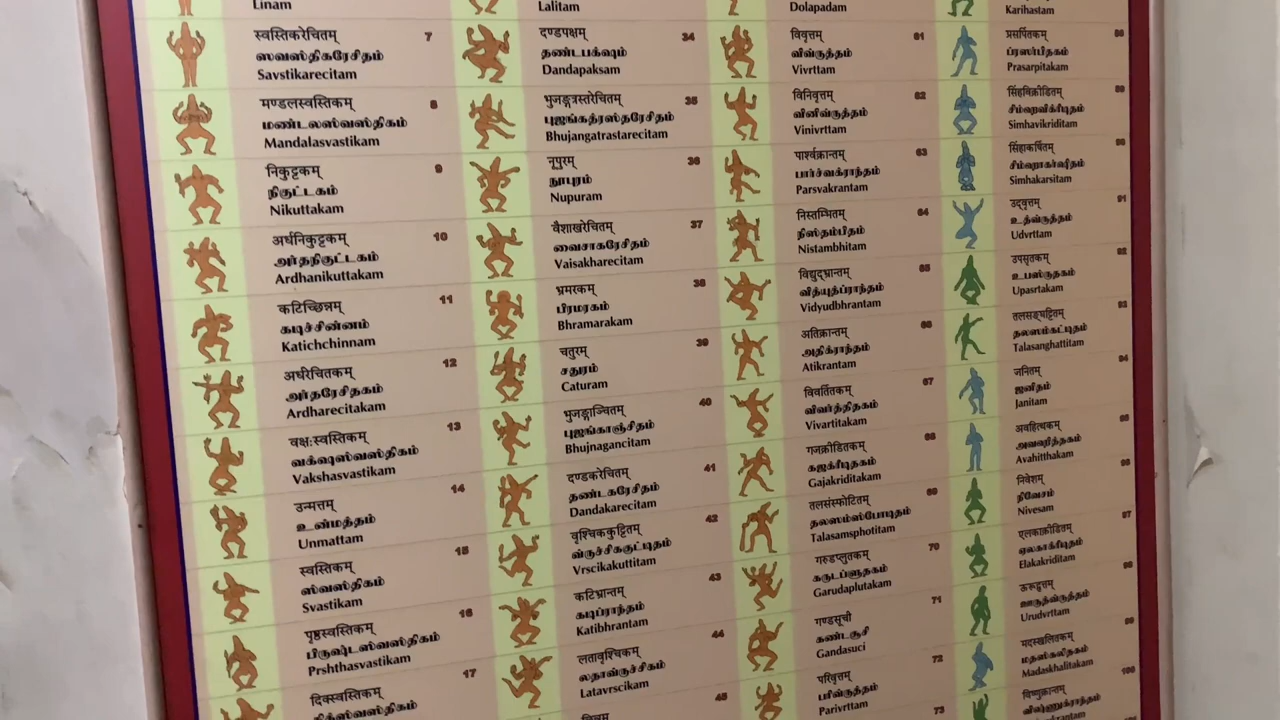 Linam
स्वस्तिकरेचितम् 7
ஸ்வஸ்திகரேசிதம்
Savstikarecitam
मण्डलस्वस्तिकम् 8
மண்டலஸ்வஸ்திகம்
Mandalasvastikam
निकुट्टकम् 9
நிகுட்டகம்
Nikuttakam
अर्धनिकुट्टकम् 10
அர்தநிகுட்டகம்
Ardhanikuttakam
कटिच्छिन्नम् 11
கடிச்சின்னம்
Katichchinnam
अर्धरेचितकम् 12
அர்தரேசிதகம்
Ardharecitakam
वक्षःस्वस्तिकम् 13
வக்ஷஸ்வஸ்திகம்
Vakshasvastikam
उन्मत्तम् 14
உன்மத்தம்
Unmattam
स्वस्तिकम् 15
ஸ்வஸ்திகம்
Svastikam
पृष्ठस्वस्तिकम् 16
பிருஷ்டஸ்வஸ்திகம்
Prshthasvastikam
दिक्स्वस्तिकम् 17
திக்ஸ்வஸ்திகம்
Lalitam
दण्डपक्षम् 34
தண்டபக்ஷம்
Dandapaksam
भुजङ्गत्रस्तरेचितम् 35
புஜங்கத்ரஸ்தரேசிதம்
Bhujangatrastarecitam
नूपुरम् 36
நூபுரம்
Nupuram
वैशाखरेचितम् 37
வைசாகரேசிதம்
Vaisakharecitam
भ्रमरकम् 38
பிரமரகம்
Bhramarakam
चतुरम् 39
சதுரம்
Caturam
भुजङ्गाञ्चितम् 40
புஜங்காஞ்சிதம்
Bhujnagancitam
दण्डकरेचितम् 41
தண்டகரேசிதம்
Dandakarecitam
वृश्चिककुट्टितम् 42
வ்ருச்சிககுட்டிதம்
Vrscikakuttitam
कटिभ्रान्तम् 43
கடிப்ராந்தம்
Katibhrantam
लतावृश्चिकम् 44
லதாவ்ருச்சிகம்
Latavrscikam
45
Dolapadam
विवृत्तम् 61
விவ்ருத்தம்
Vivrttam
विनिवृत्तम् 62
வினிவ்ருத்தம்
Vinivrttam
पार्श्वक्रान्तम् 63
பார்ச்வக்ராந்தம்
Parsvakrantam
निस्तम्भितम् 64
நிஸ்தம்பிதம்
Nistambhitam
विद्युद्भ्रान्तम् 65
வித்யுத்ப்ராந்தம்
Vidyudbhrantam
अतिक्रान्तम् 66
அதிக்ராந்தம்
Atikrantam
विवर्तितकम् 67
விவர்த்திதகம்
Vivartitakam
गजक्रीडितकम् 68
கஜக்ரீடிதகம்
Gajakriditakam
तलसंस्फोटितम् 69
தலஸம்ஸ்போடிதம்
Talasamsphotitam
गरुडप्लुतकम् 70
கருடப்லுதகம்
Garudaplutakam
गण्डसूची 71
கண்டசூசி
Gandasuci
परिवृत्तम् 72
பரிவ்ருத்தம்
Parivrttam
73
Karihastam
प्रसर्पितकम् 88
ப்ரஸர்பிதகம்
Prasarpitakam
सिंहविक्रीडितम् 89
சிம்ஹவிக்ரீடிதம்
Simhavikriditam
सिंहाकर्षितम् 90
சிம்ஹாகர்ஷிதம்
Simhakarsitam
उद्वृत्तम् 91
உத்வ்ருத்தம்
Udvrttam
उपसृतकम् 92
உபஸ்ருதகம்
Upasrtakam
तलसङ्घट्टितम् 93
தலஸங்கட்டிதம்
Talasanghattitam
जनितम् 94
ஜனிதம்
Janitam
अवहित्थकम् 95
அவஹித்தகம்
Avahitthakam
निवेशम् 96
நிவேசம்
Nivesam
एलकाक्रीडितम् 97
ஏலகாக்ரீடிதம்
Elakakriditam
ऊरूद्वृत्तम् 98
ஊருத்வ்ருத்தம்
Urudvrttam
मदस्खलितकम् 99
மதஸ்கலிதகம்
Madaskhalitakam
विष्णुक्रान्तम् 100
விஷ்ணுக்ராந்தம்